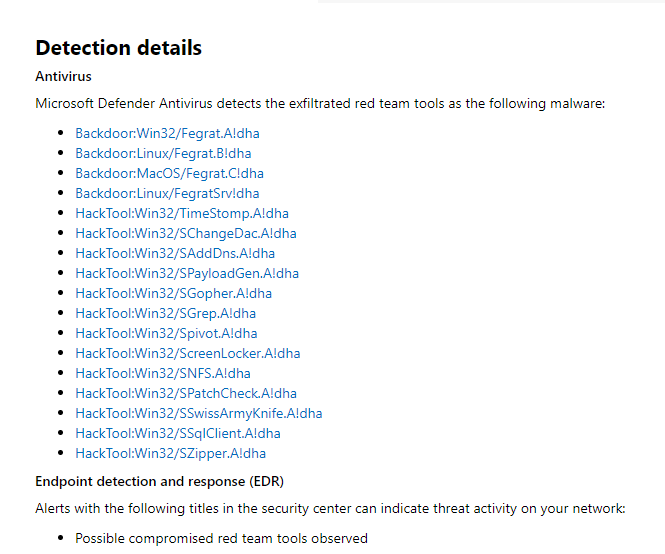 Detection details
Antivirus
Microsoft Defender Antivirus detects the exfiltrated red team tools as the following malware:
Backdoor:Win32/Fegrat.A!dha
Backdoor:Linux/Fegrat.B!dha
Backdoor:MacOS/Fegrat.C!dha
Backdoor:Linux/FegratSrv!dha
HackTool:Win32/TimeStomp.A!dha
HackTool:Win32/SChangeDac.A!dha
HackTool:Win32/SAddDns.A!dha
HackTool:Win32/SPayloadGen.A!dha
HackTool:Win32/SGopher.A!dha
HackTool:Win32/SGrep.A!dha
HackTool:Win32/Spivot.A!dha
HackTool:Win32/ScreenLocker.A!dha
HackTool:Win32/SNFS.A!dha
HackTool:Win32/SPatchCheck.A!dha
HackTool:Win32/SSwissArmyKnife.A!dha
HackTool:Win32/SSqlClient.A!dha
HackTool:Win32/SZipper.A!dha
Endpoint detection and response (EDR)
Alerts with the following titles in the security center can indicate threat activity on your network:
Possible compromised red team tools observed